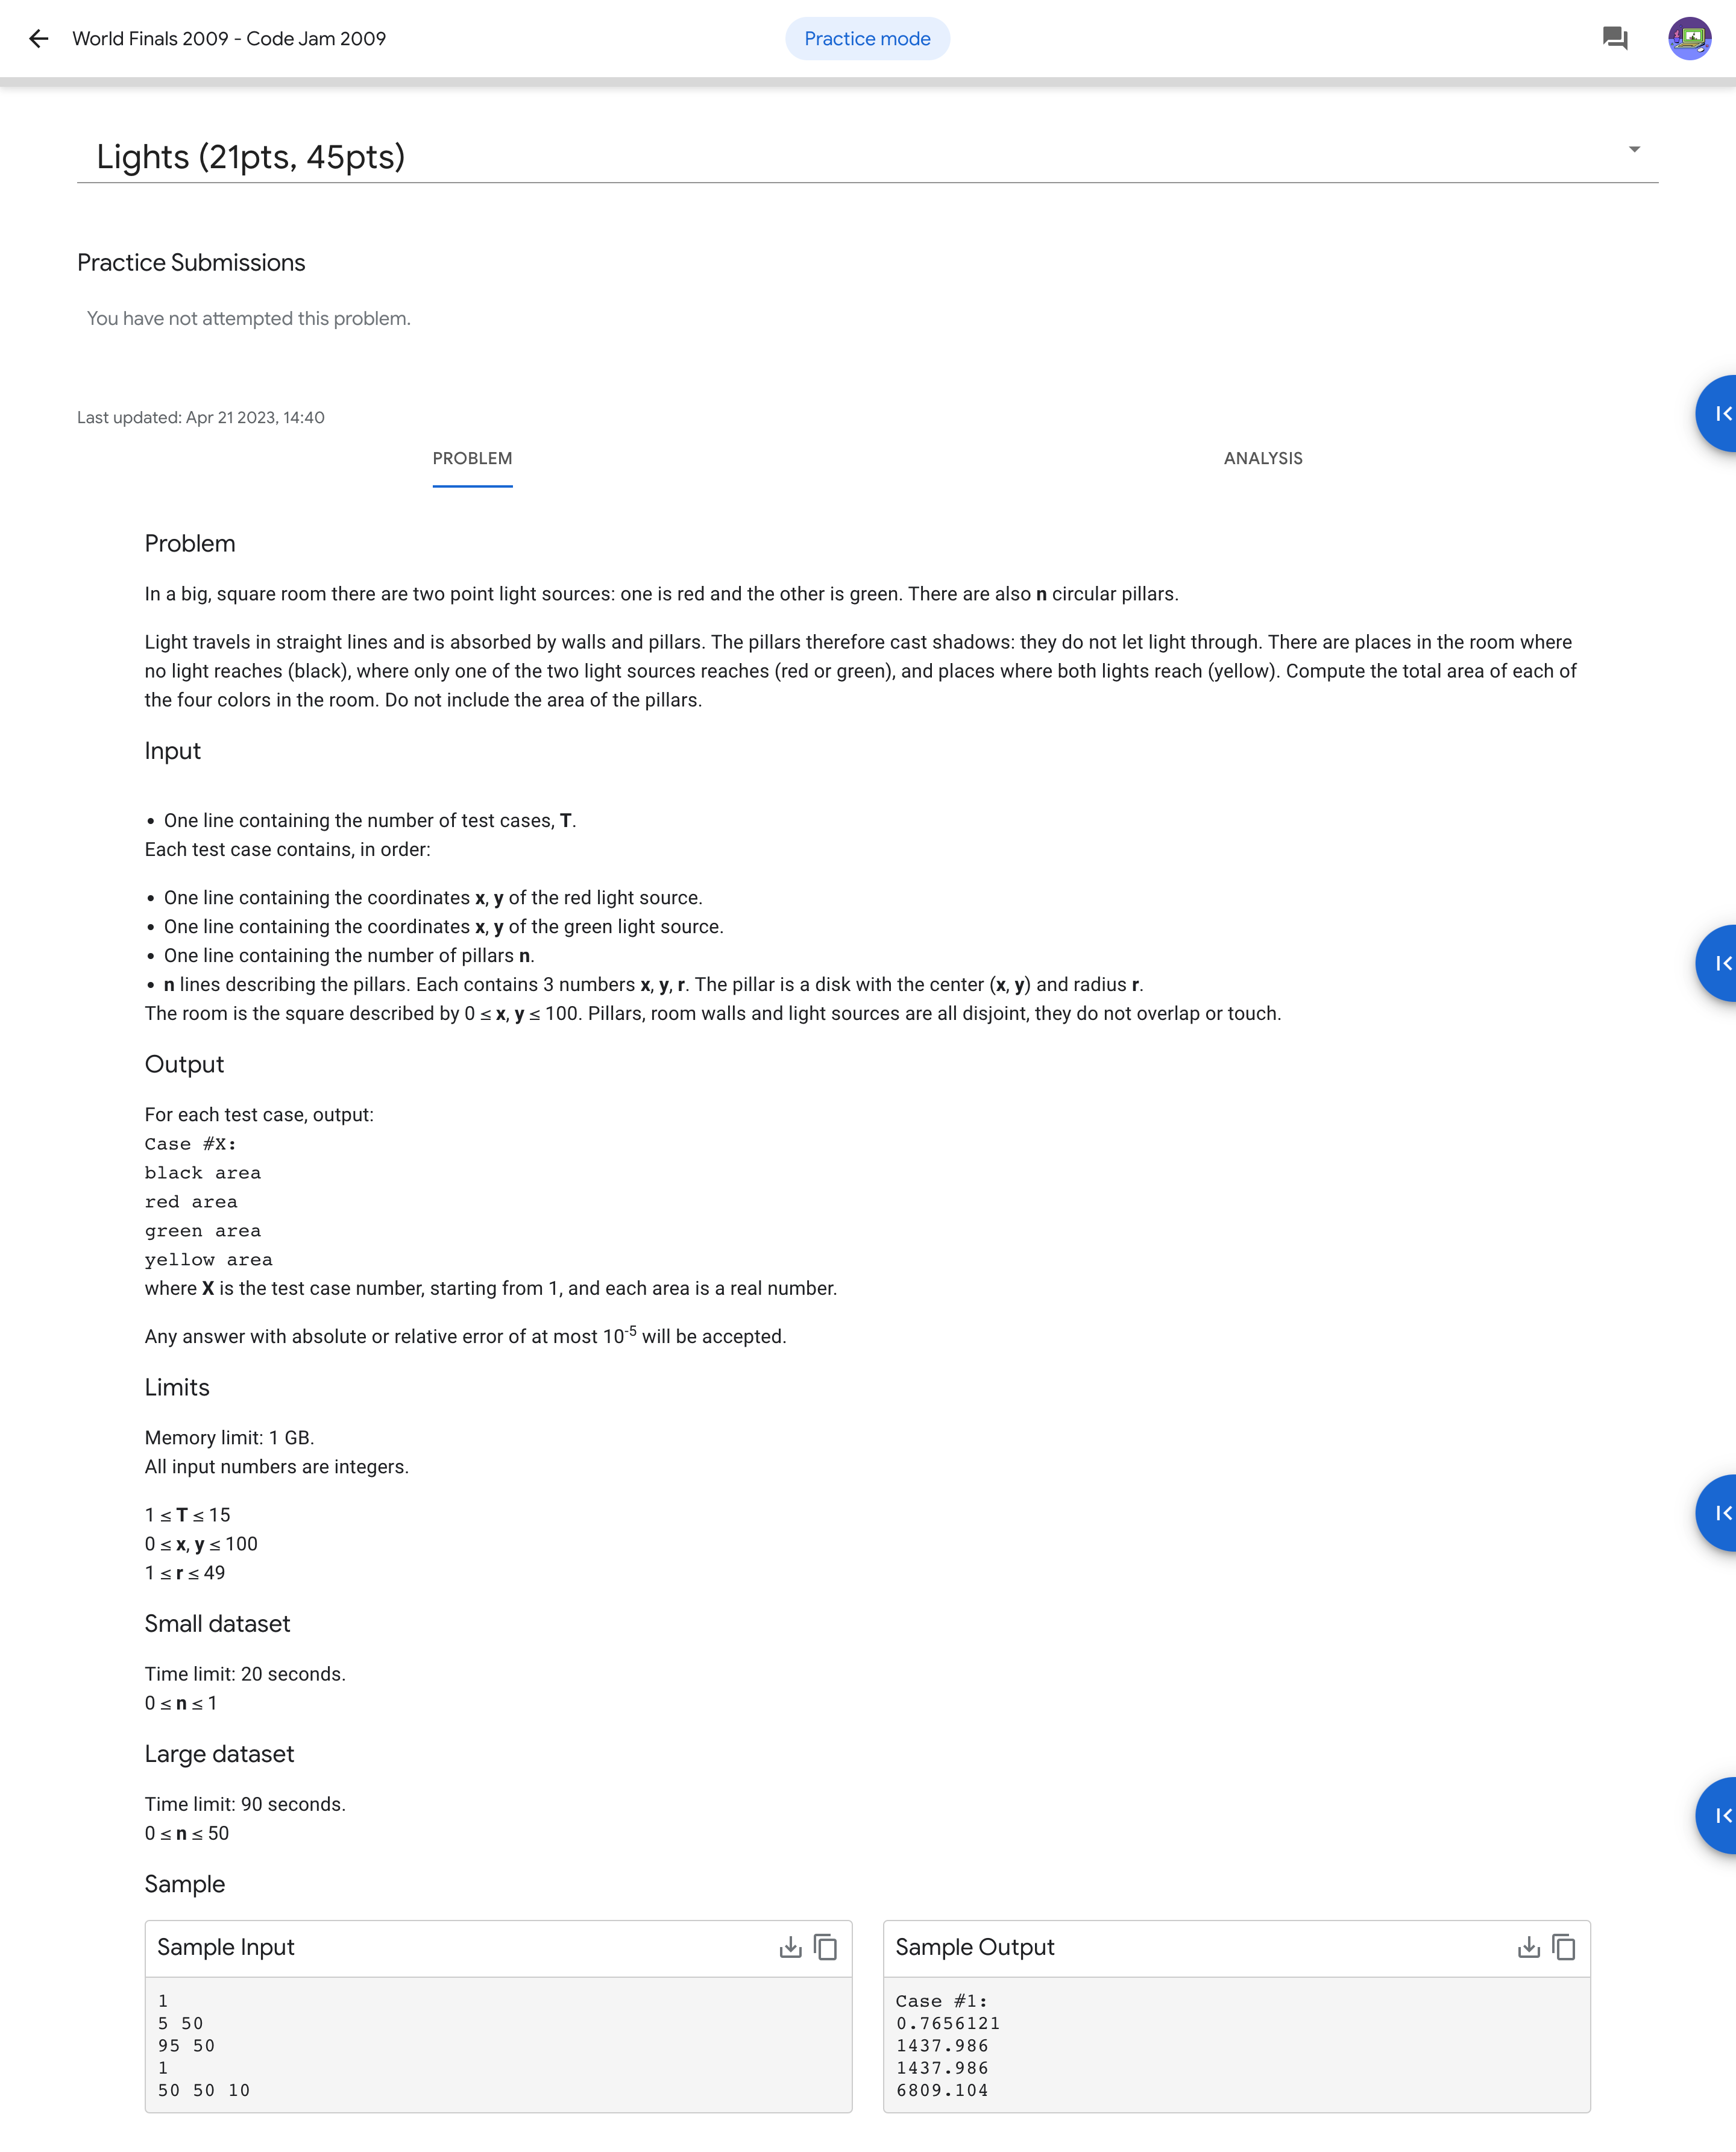 World Finals 2009 - Code Jam 2009
Practice mode
Lights (21pts, 45pts)
Practice Submissions
You have not attempted this problem.
Last updated: Apr 21 2023, 14:40
PROBLEM
ANALYSIS
Problem
In a big, square room there are two point light sources: one is red and the other is green. There are also n circular pillars.
Light travels in straight lines and is absorbed by walls and pillars. The pillars therefore cast shadows: they do not let light through. There are places in the room where
no light reaches (black), where only one of the two light sources reaches (red or green), and places where both lights reach (yellow). Compute the total area of each of
the four colors in the room. Do not include the area of the pillars.
Input
• One line containing the number of test cases, T.
Each test case contains, in order:
• One line containing the coordinates x, y of the red light source.
• One line containing the coordinates x, y of the green light source.
• One line containing the number of pillars n.
• n lines describing the pillars. Each contains 3 numbers x, y, r. The pillar is a disk with the center (x, y) and radius r.
The room is the square described by 0 ≤ x, y ≤ 100. Pillars, room walls and light sources are all disjoint, they do not overlap or touch.
Output
For each test case, output:
Case #X:
black area
red area
green area
yellow area
where X is the test case number, starting from 1, and each area is a real number.
Any answer with absolute or relative error of at most 10-5 will be accepted.
Limits
Memory limit: 1 GB.
All input numbers are integers.
1 ≤ T ≤ 15
0 ≤ x, y ≤ 100
1 ≤ r ≤ 49
Small dataset
Time limit: 20 seconds.
0 ≤ n ≤ 1
Large dataset
Time limit: 90 seconds.
0 ≤ n ≤ 50
Sample
Sample Input
1
5 50
95 50
1
50 50 10
Sample Output
Case #1:
0.7656121
1437.986
1437.986
6809.104